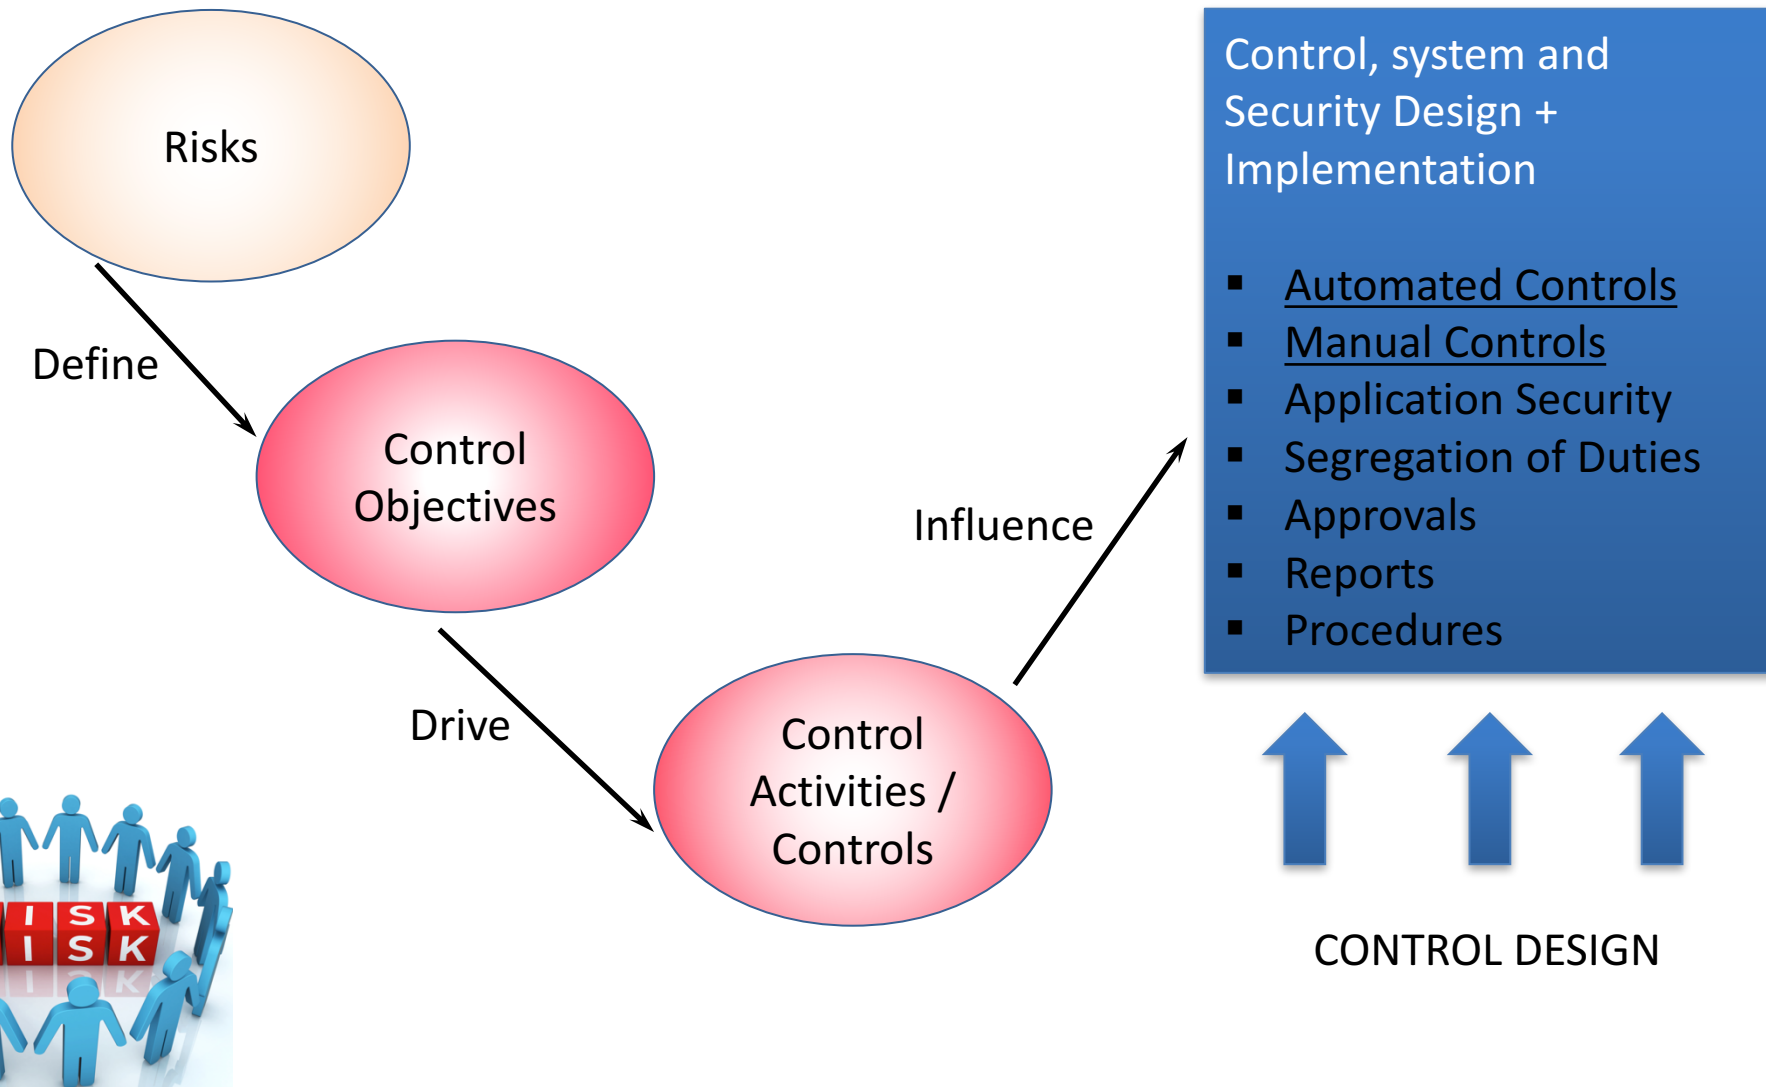 Risks
Define
Control
Objectives
Drive
Control
Activities /
Controls
Influence
Control, system and
Security Design +
Implementation
▪ Automated Controls
▪ Manual Controls
▪ Application Security
▪ Segregation of Duties
▪ Approvals
▪ Reports
▪ Procedures
CONTROL DESIGN
I S K
I S K